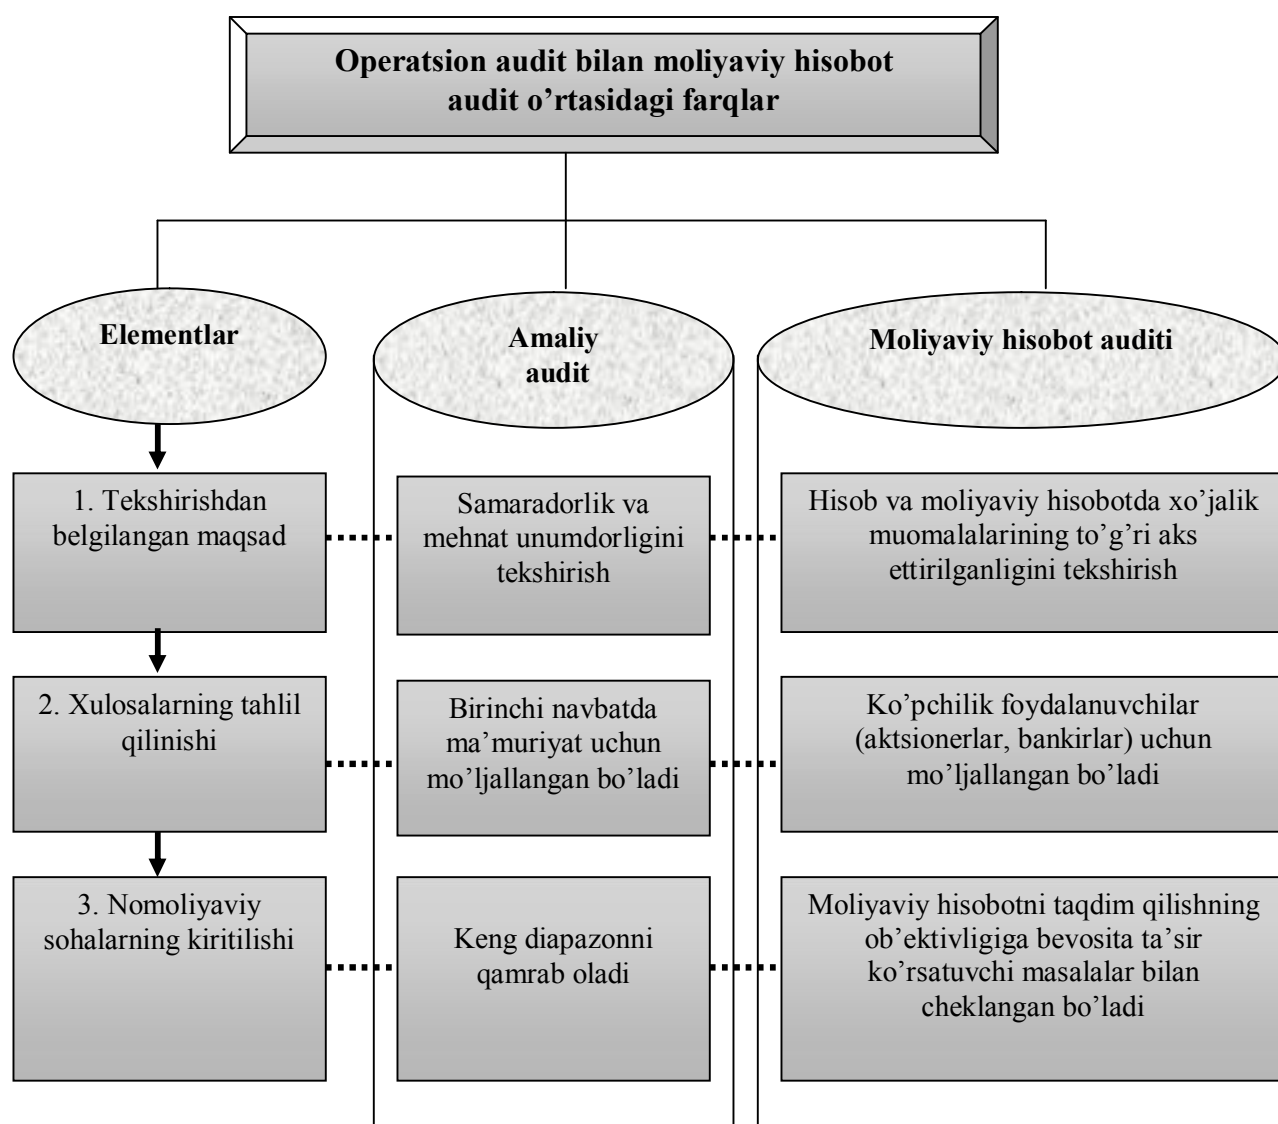 Operatsion audit bilan moliyaviy hisobot
audit o’rtasidagi farqlar
Elementlar
Amaliy
audit
Moliyaviy hisobot auditi
1. Tekshirishdan
belgilangan maqsad
Samaradorlik va
mehnat unumdorligini
tekshirish
Hisob va moliyaviy hisobotda xo’jalik
muomalalarining to’g’ri aks
ettirilganligini tekshirish
2. Xulosalarning tahlil
qilinishi
Birinchi navbatda
ma’muriyat uchun
mo’ljallangan bo’ladi
Ko’pchilik foydalanuvchilar
(aktsionerlar, bankirlar) uchun
mo’ljallangan bo’ladi
3. Nomoliyaviy
sohalarning kiritilishi
Keng diapazonni
qamrab oladi
Moliyaviy hisobotni taqdim qilishning
ob’ektivligiga bevosita ta’sir
ko’rsatuvchi masalalar bilan
cheklangan bo’ladi